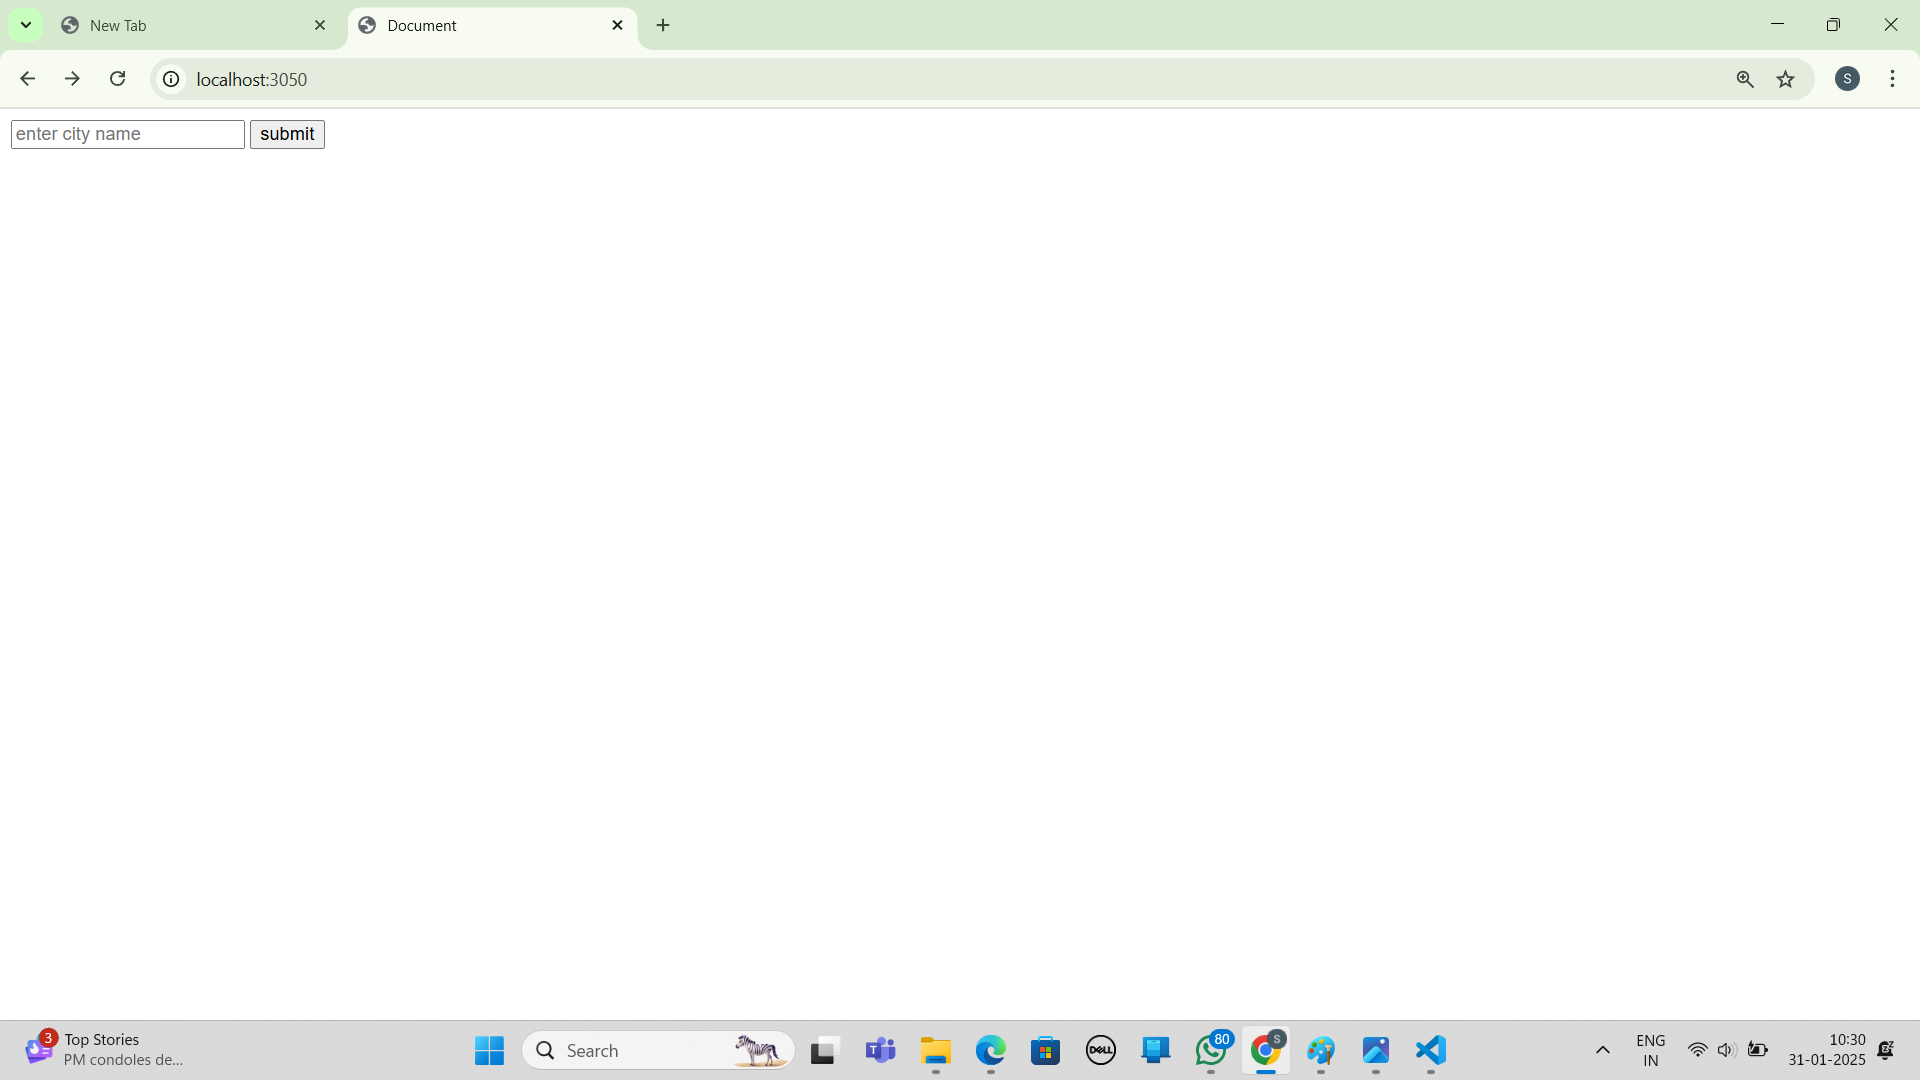 New Tab
Document
localhost:3050
S
enter city name
submit
3
Top Stories
PM condoles de...
Search
T
DELL
80
S
ENG
IN
10:30
31-01-2025